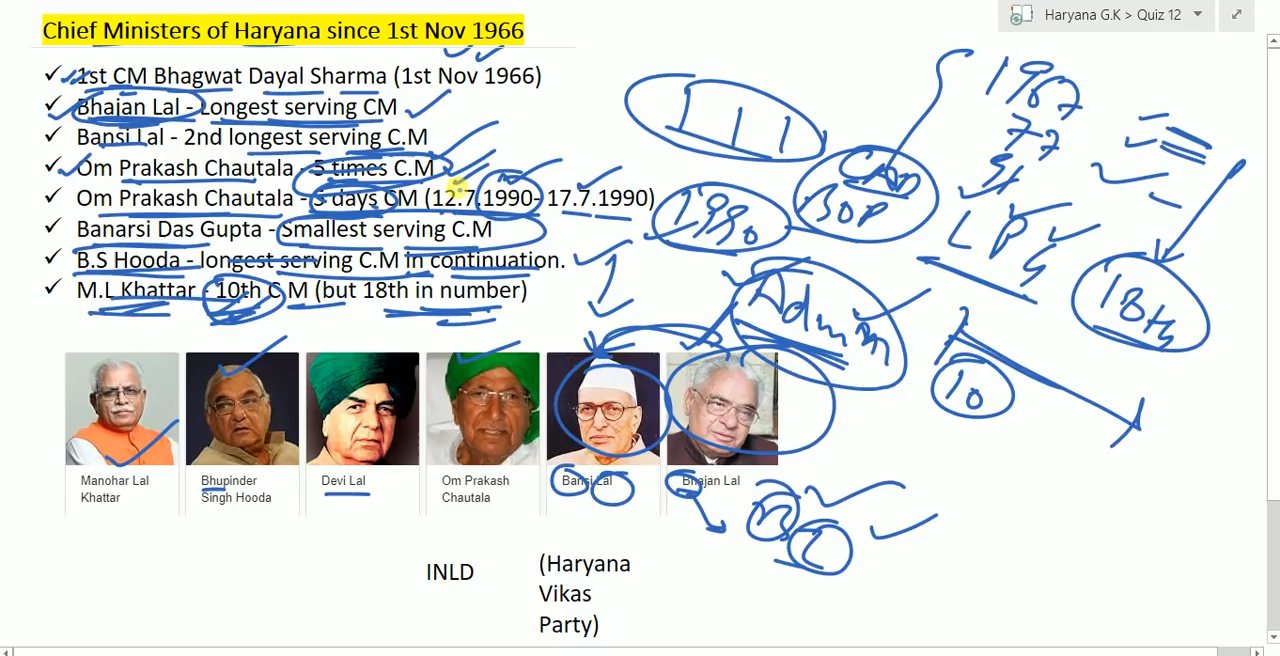 Haryana G.K > Quiz 12
Chief Ministers of Haryana since 1st Nov 1966
1st CM Bhagwat Dayal Sharma (1st Nov 1966)
Bhajan Lal - Longest serving CM
Bansi Lal - 2nd longest serving C.M
Om Prakash Chautala - 5 times C.M
Om Prakash Chautala - 5 days CM (12.7.1990- 17.7.1990)
Banarsi Das Gupta - Smallest serving C.M
B.S Hooda - longest serving C.M in continuation.
M.L Khattar - 10th C.M (but 18th in number)
1967
77
1990
LPS
Admin
18th
10
Manohar Lal Khattar
Bhupinder Singh Hooda
Devi Lal
Om Prakash Chautala
Bansi Lal
Bhajan Lal
INLD
(Haryana
Vikas
Party)